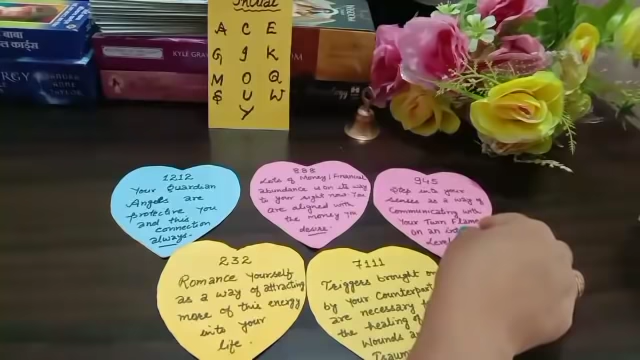 Initial
A C E
G I K
M O Q
S U W
Y
KYLE GRAY
1212
Your Guardian
Angels are
protective you
and this
connection
always.
888
Lots of Money / Financial
abundance is on its way
to your right now You
are aligned with
the money you
desire.
945
Step into your
senses as a way of
Communicating with
Your Twin Flame
on an
Level
232
Romance Yourself
as a way of attracting
more of this energy
into your
life.
7111
Triggers brought on
by your Counterpart
are necessary
the healing of
Wounds